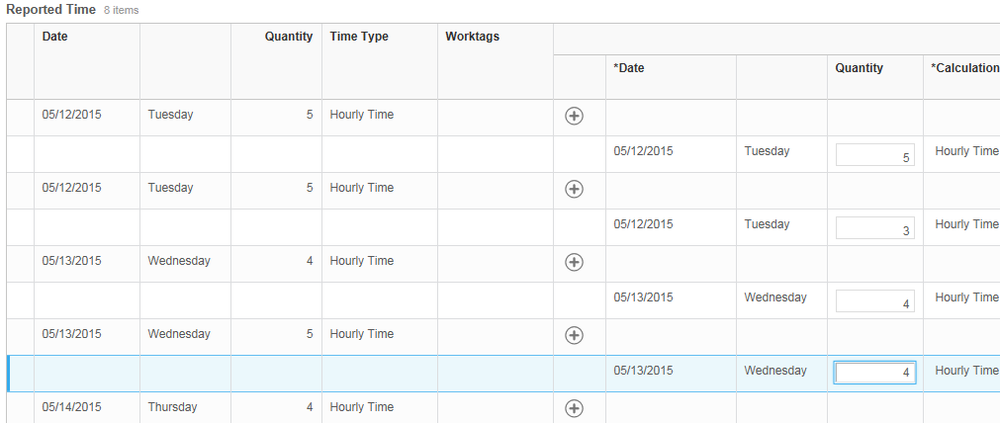 Reported Time 8 items
Date Quantity Time Type Worktags
*Date Quantity *Calculation
05/12/2015 Tuesday 5 Hourly Time
05/12/2015 Tuesday 5 Hourly Time
05/12/2015 Tuesday 5 Hourly Time
05/12/2015 Tuesday 3 Hourly Time
05/13/2015 Wednesday 4 Hourly Time
05/13/2015 Wednesday 4 Hourly Time
05/13/2015 Wednesday 5 Hourly Time
05/13/2015 Wednesday 4 Hourly Time
05/14/2015 Thursday 4 Hourly Time